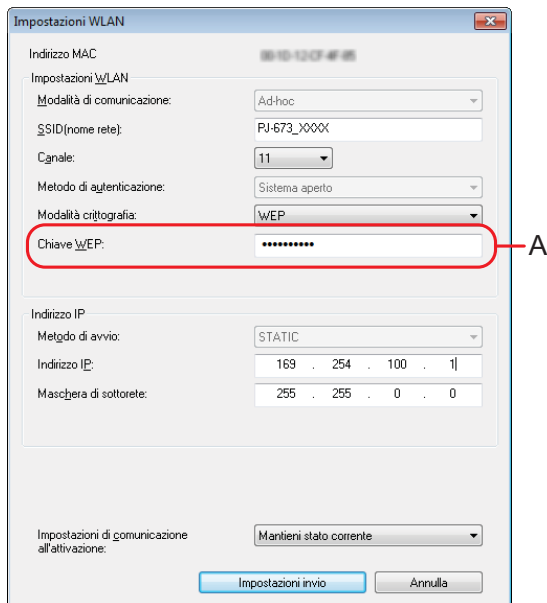 Impostazioni WLAN
Indirizzo MAC
Impostazioni WLAN
Modalità di comunicazione: Ad-hoc
SSID(nome rete): PJ-673_XXXX
Canale: 11
Metodo di autenticazione: Sistema aperto
Modalità crittografia: WEP
Chiave WEP: ••••••••••
A
Indirizzo IP
Metodo di avvio: STATIC
Indirizzo IP: 169 . 254 . 100 . 1
Maschera di sottorete: 255 . 255 . 0 . 0
Impostazioni di comunicazione all'attivazione: Mantieni stato corrente
Impostazioni invio Annulla